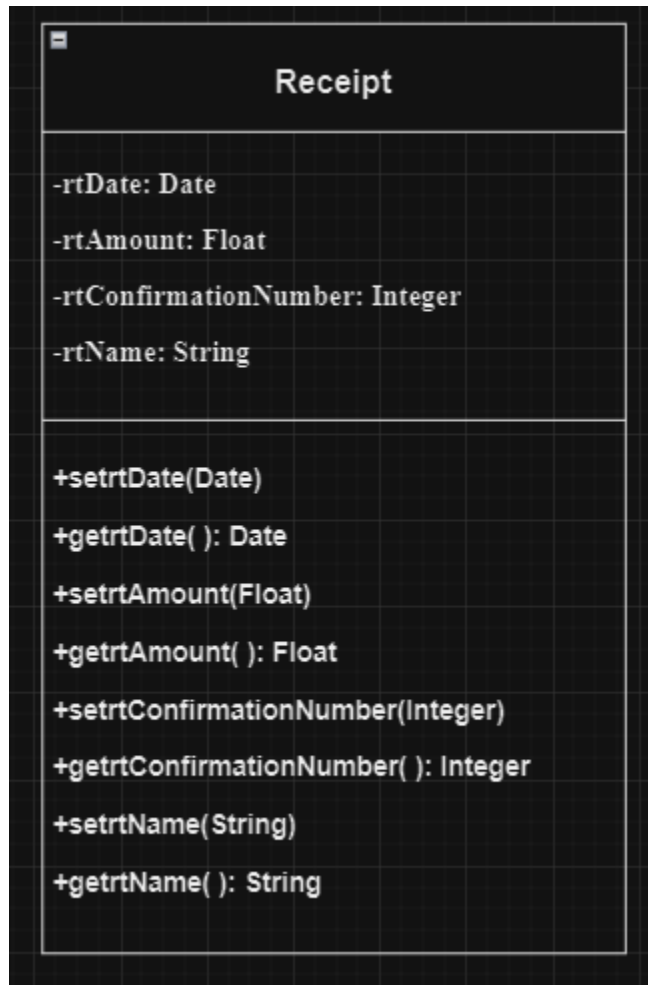 Receipt
-rtDate: Date
-rtAmount: Float
-rtConfirmationNumber: Integer
-rtName: String
+setrtDate(Date)
+getrtDate( ): Date
+setrtAmount(Float)
+getrtAmount( ): Float
+setrtConfirmationNumber(Integer)
+getrtConfirmationNumber( ): Integer
+setrtName(String)
+getrtName( ): String